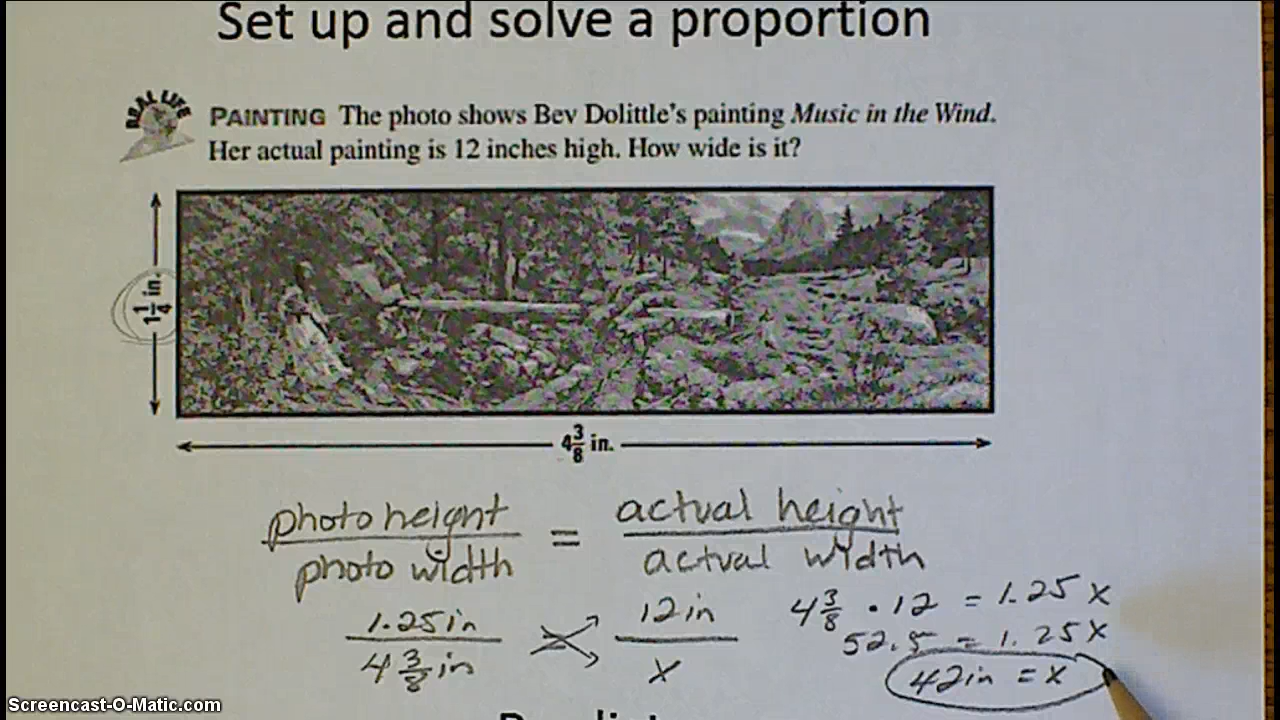 Set up and solve a proportion
REAL LIFE
PAINTING The photo shows Bev Dolittle's painting Music in the Wind.
Her actual painting is 12 inches high. How wide is it?
1 1/4 in.
4 3/8 in.
photo height / photo width = actual height / actual width
1.25 in / 4 3/8 in
12 in / x
4 3/8 · 12 = 1.25 x
52.5 = 1.25 x
42 in = x
Screencast-O-Matic.com